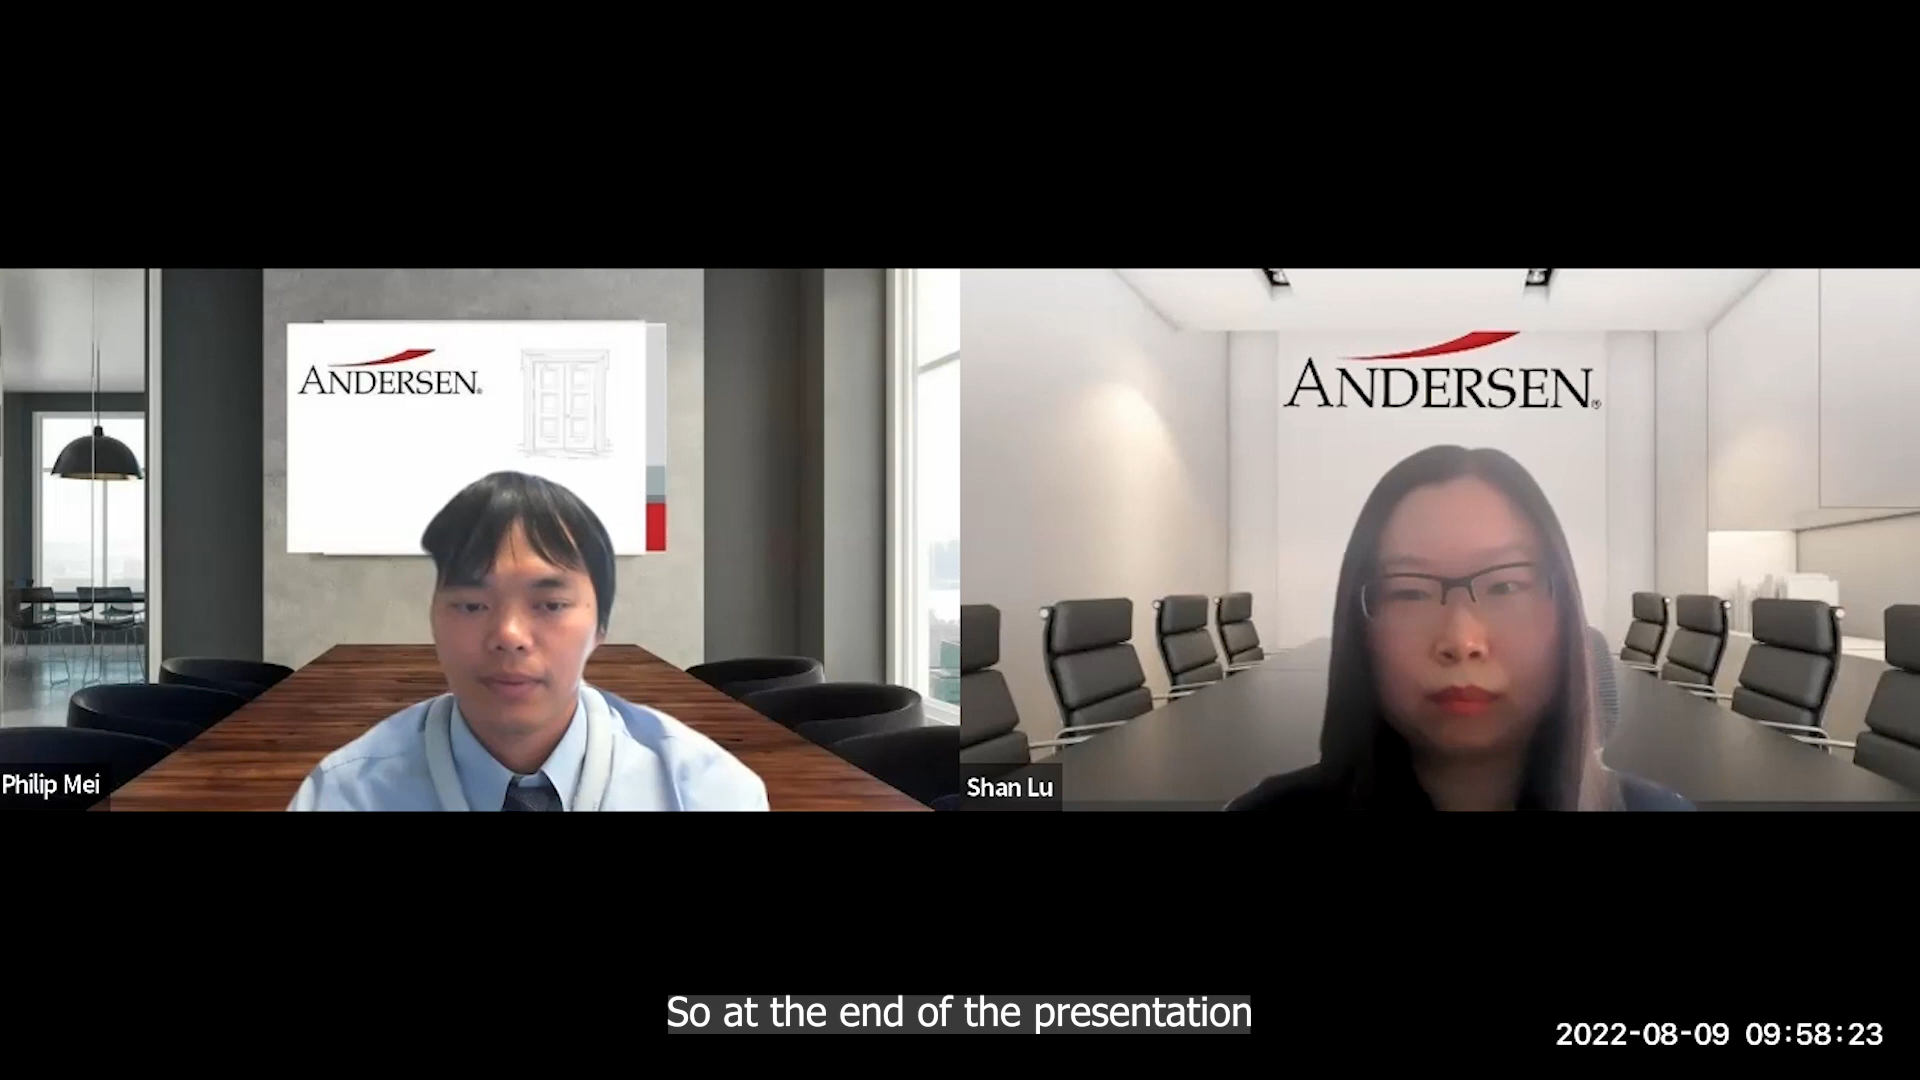 ANDERSEN®
ANDERSEN®
Philip Mei
Shan Lu
So at the end of the presentation
2022-08-09 09:58:23